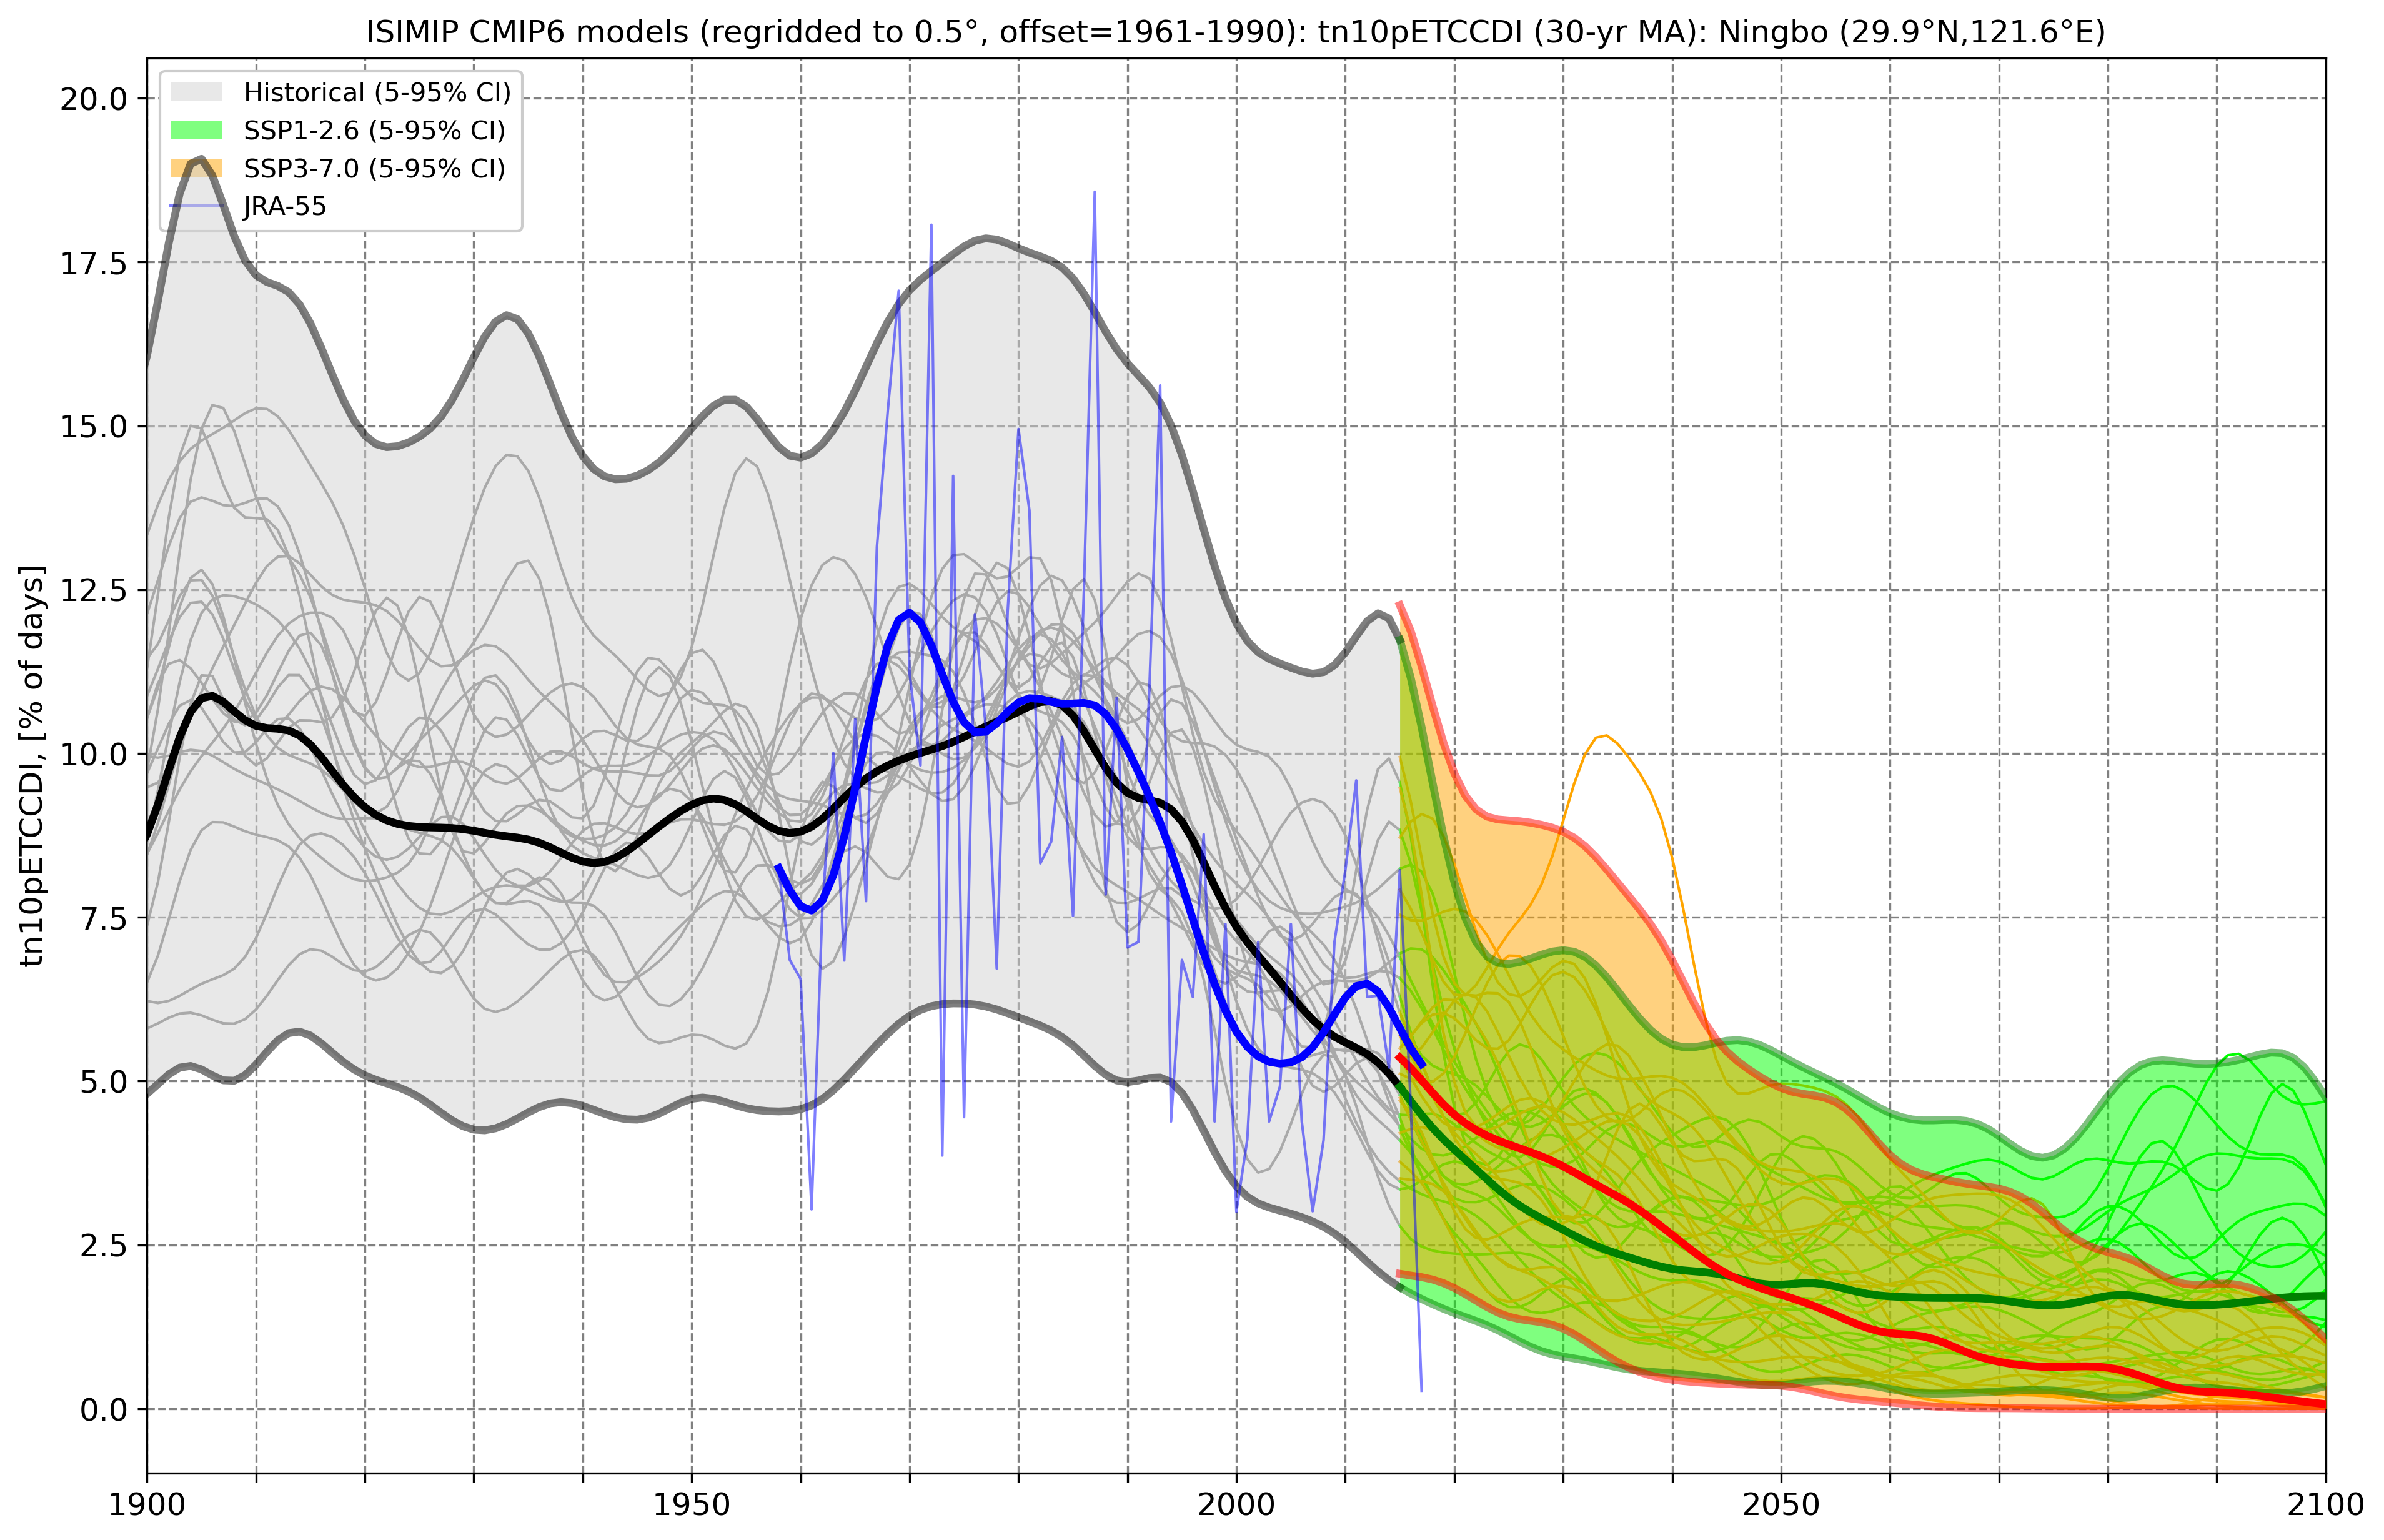 ISIMIP CMIP6 models (regridded to 0.5°, offset=1961-1990): tn10pETCCDI (30-yr MA): Ningbo (29.9°N,121.6°E)
Historical (5-95% CI)
SSP1-2.6 (5-95% CI)
SSP3-7.0 (5-95% CI)
JRA-55
tn10pETCCDI, [% of days]
20.0
17.5
15.0
12.5
10.0
7.5
5.0
2.5
0.0
1900 1950 2000 2050 2100